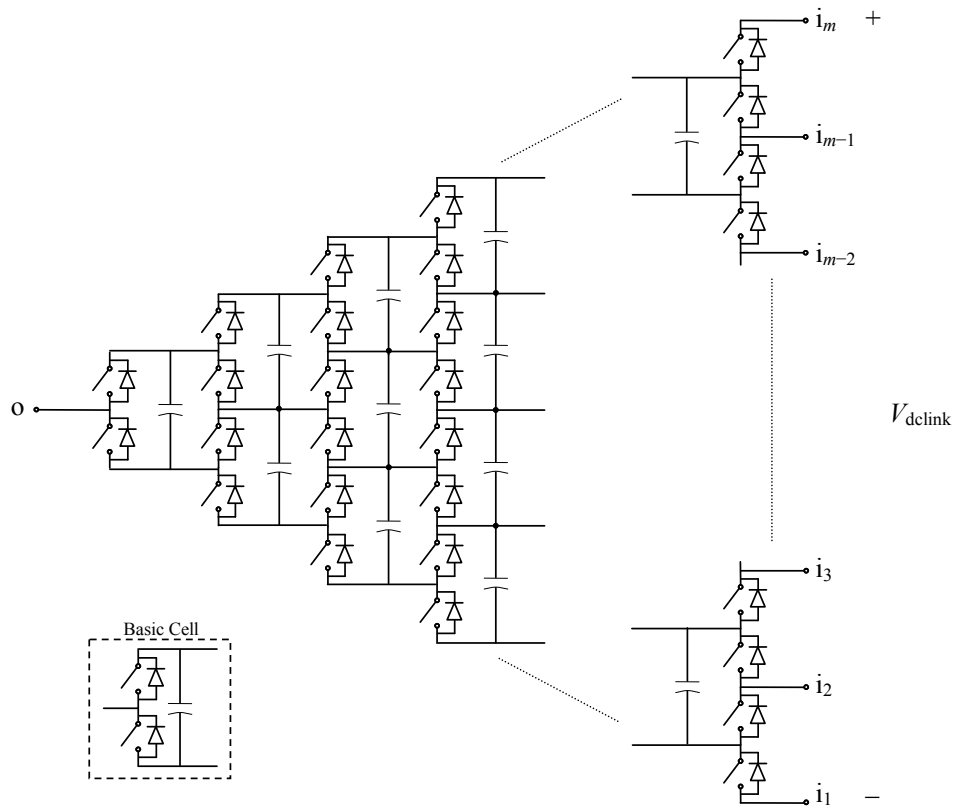 i_m +
i_m−1
i_m−2
o
V_dclink
i_3
Basic Cell
i_2
i_1 −